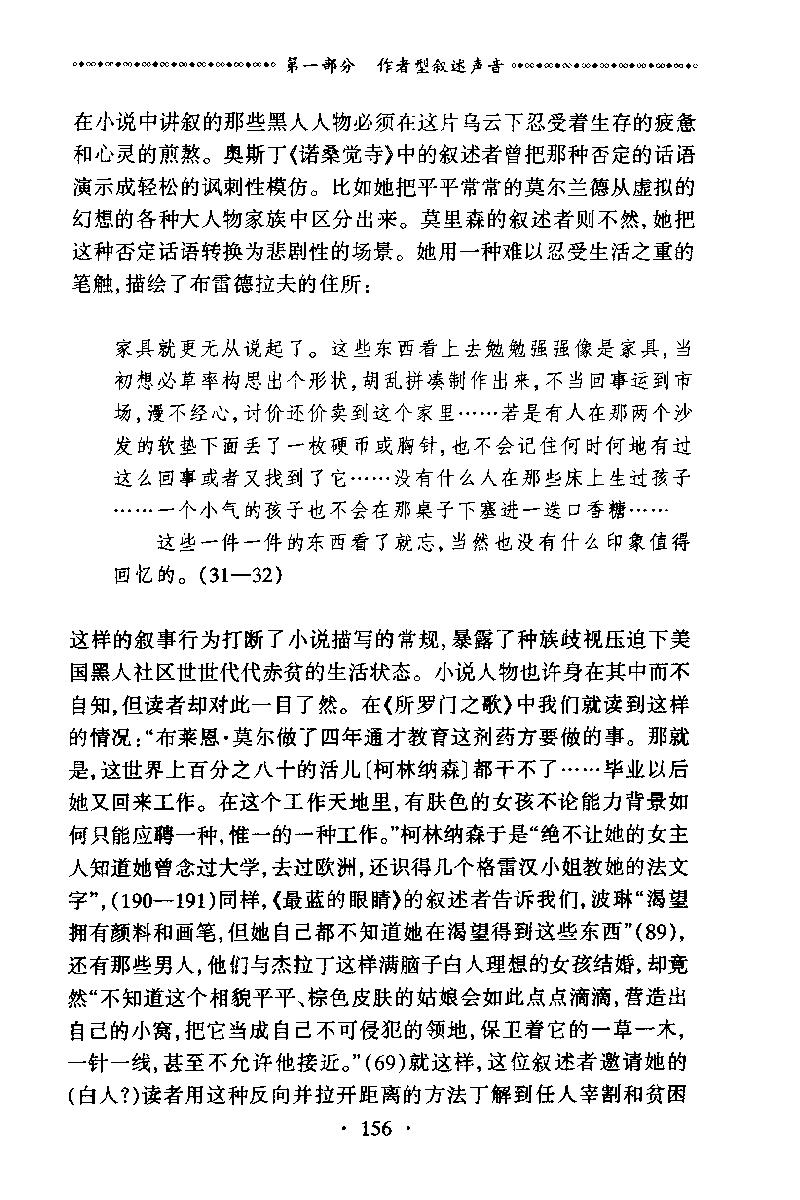 第一部分 作者型叙述声音
在小说中讲叙的那些黑人人物必须在这片乌云下忍受着生存的疲惫
和心灵的煎熬。奥斯丁《诺桑觉寺》中的叙述者曾把那种否定的话语
演示成轻松的讽刺性模仿。比如她把平平常常的莫尔兰德从虚拟的
幻想的各种大人物家族中区分出来。莫里森的叙述者则不然,她把
这种否定话语转换为悲剧性的场景。她用一种难以忍受生活之重的
笔触,描绘了布雷德拉夫的住所:
家具就更无从说起了。这些东西看上去勉勉强强像是家具,当
初想必草率构思出个形状,胡乱拼凑制作出来,不当回事运到市
场,漫不经心,讨价还价卖到这个家里……若是有人在那两个沙
发的软垫下面丢了一枚硬币或胸针,也不会记住何时何地有过
这么回事或者又找到了它……没有什么人在那些床上生过孩子
……一个小气的孩子也不会在那桌子下塞进一迭口香糖……
这些一件一件的东西看了就忘,当然也没有什么印象值得
回忆的。(31—32)
这样的叙事行为打断了小说描写的常规,暴露了种族歧视压迫下美
国黑人社区世世代代赤贫的生活状态。小说人物也许身在其中而不
自知,但读者却对此一目了然。在《所罗门之歌》中我们就读到这样
的情况:“布莱恩·莫尔做了四年通才教育这剂药方要做的事。那就
是,这世界上百分之八十的活儿[柯林纳森]都干不了……毕业以后
她又回来工作。在这个工作天地里,有肤色的女孩不论能力背景如
何只能应聘一种,惟一的一种工作。”柯林纳森于是“绝不让她的女主
人知道她曾念过大学,去过欧洲,还识得几个格雷汉小姐教她的法文
字”,(190—191)同样,《最蓝的眼睛》的叙述者告诉我们,波琳“渴望
拥有颜料和画笔,但她自己都不知道她在渴望得到这些东西”(89),
还有那些男人,他们与杰拉丁这样满脑子白人理想的女孩结婚,却竟
然“不知道这个相貌平平、棕色皮肤的姑娘会如此点点滴滴,营造出
自己的小窝,把它当成自己不可侵犯的领地,保卫着它的一草一木,
一针一线,甚至不允许他接近。”(69)就这样,这位叙述者邀请她的
(白人?)读者用这种反向并拉开距离的方法了解到任人宰割和贫困
· 156 ·